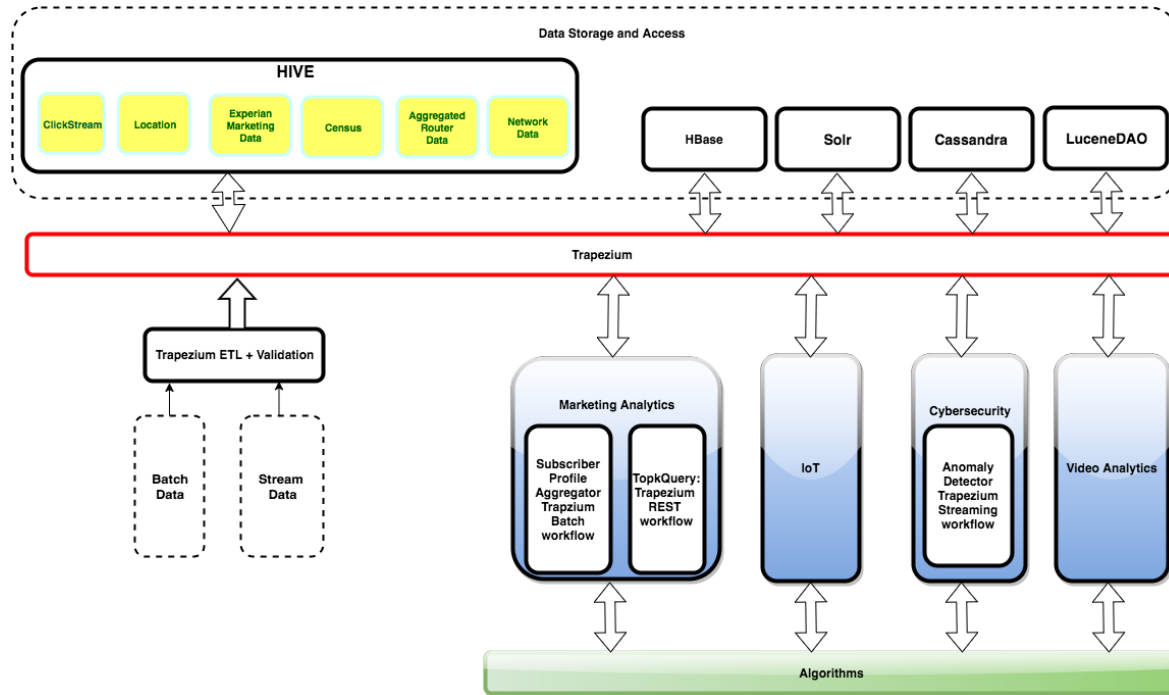 Data Storage and Access
HIVE
ClickStream
Location
Experian
Marketing
Data
Census
Aggregated
Router
Data
Network
Data
HBase
Solr
Cassandra
LuceneDAO
Trapezium
Trapezium ETL + Validation
Batch
Data
Stream
Data
Marketing Analytics
Subscriber
Profile
Aggregator
Trapzium
Batch
workflow
TopkQuery:
Trapezium
REST
workflow
IoT
Cybersecurity
Anomaly
Detector
Trapezium
Streaming
workflow
Video Analytics
Algorithms